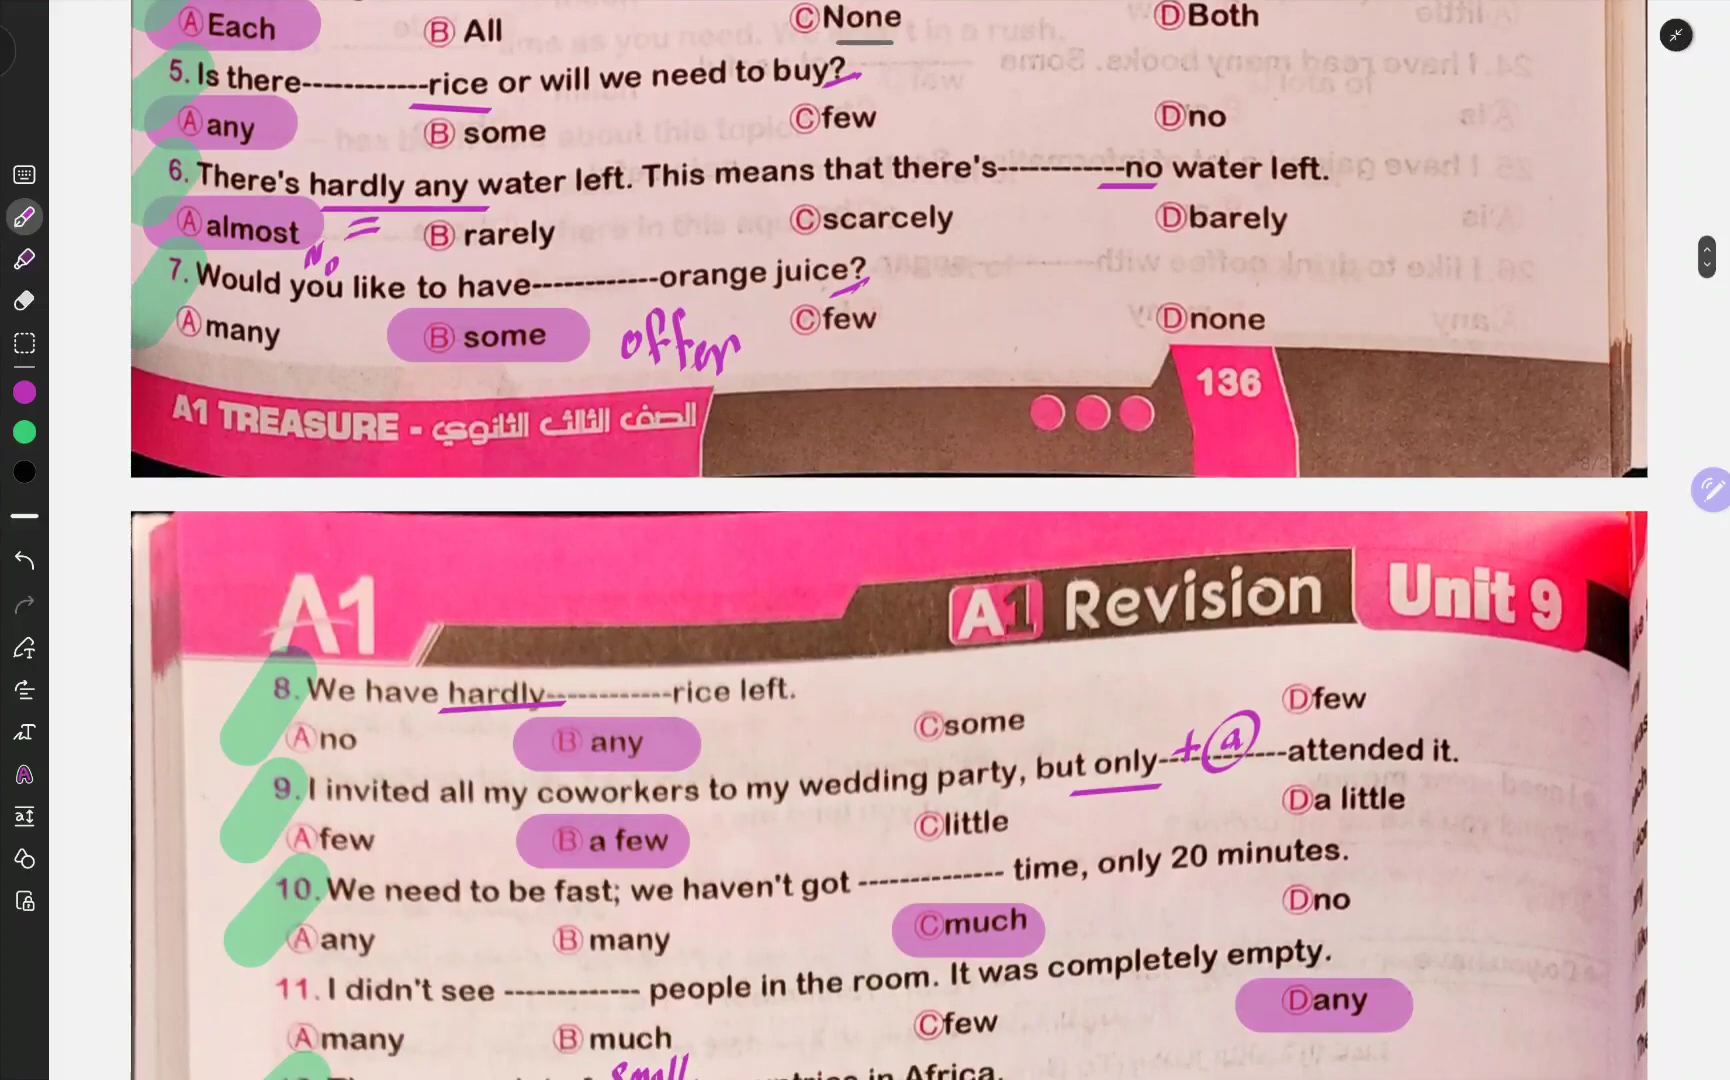 A Each B All C None D Both
5. Is there------------rice or will we need to buy?
A any B some C few D no
6. There's hardly any water left. This means that there's------------no water left.
A almost B rarely C scarcely D barely
No
7. Would you like to have------------orange juice?
A many B some C few D none
offer
A1 TREASURE - الصف الثالث الثانوي
136
A1
A1 Revision Unit 9
8. We have hardly------------rice left.
A no B any C some D few
+ a
9. I invited all my coworkers to my wedding party, but only------------attended it.
A few B a few C little D a little
10. We need to be fast; we haven't got ------------- time, only 20 minutes.
A any B many C much D no
11. I didn't see ------------ people in the room. It was completely empty.
A many B much C few D any
small
in Africa.